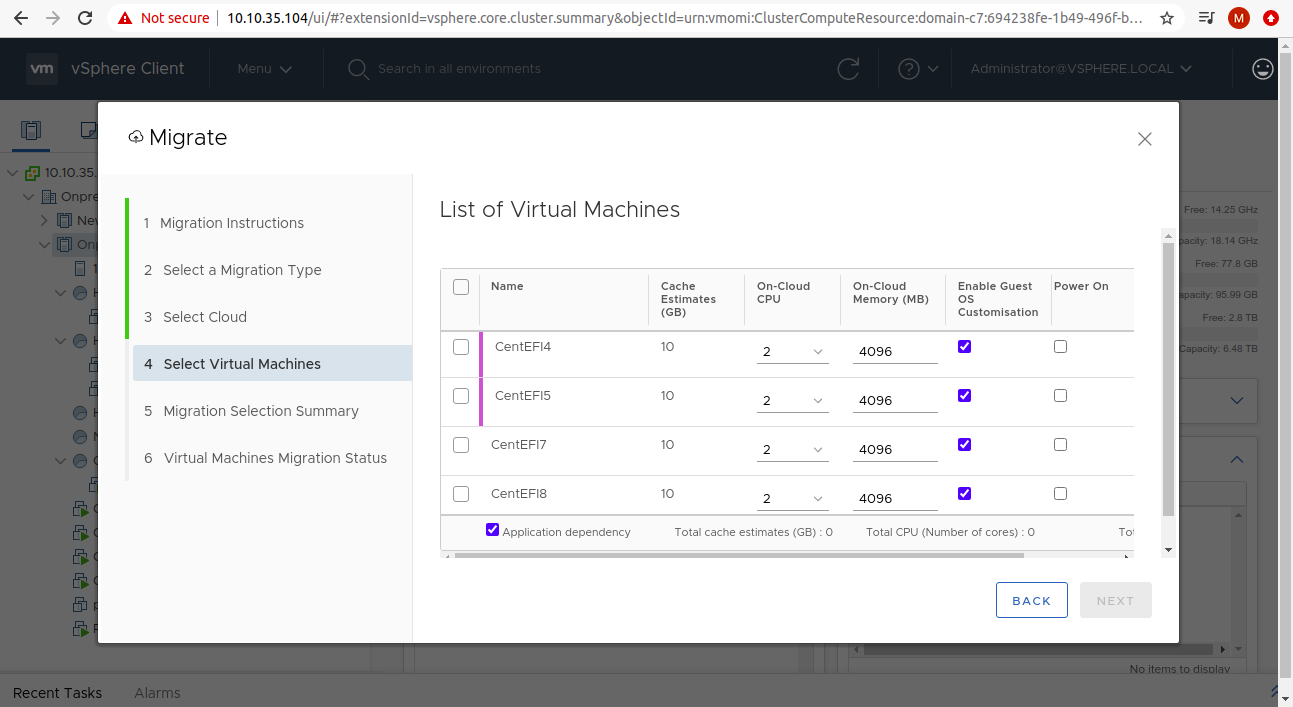 Not secure
10.10.35.104/ui/#?extensionId=vsphere.core.cluster.summary&objectId=urn:vmomi:ClusterComputeResource:domain-c7:694238fe-1b49-496f-b...
M
vm vSphere Client
Menu
Search in all environments
Administrator@VSPHERE.LOCAL
Migrate
10.10.35.
Onpre
New
Onp
1 Migration Instructions
2 Select a Migration Type
3 Select Cloud
4 Select Virtual Machines
5 Migration Selection Summary
6 Virtual Machines Migration Status
List of Virtual Machines
Name
Cache Estimates (GB)
On-Cloud CPU
On-Cloud Memory (MB)
Enable Guest OS Customisation
Power On
CentEFI4 10 2 4096
CentEFI5 10 2 4096
CentEFI7 10 2 4096
CentEFI8 10 2 4096
Application dependency
Total cache estimates (GB) : 0
Total CPU (Number of cores) : 0
Tot
BACK
NEXT
Free: 14.25 GHz
pacity: 18.14 GHz
Free: 77.8 GB
apacity: 95.99 GB
Free: 2.8 TB
Capacity: 6.48 TB
No items to display
Recent Tasks
Alarms